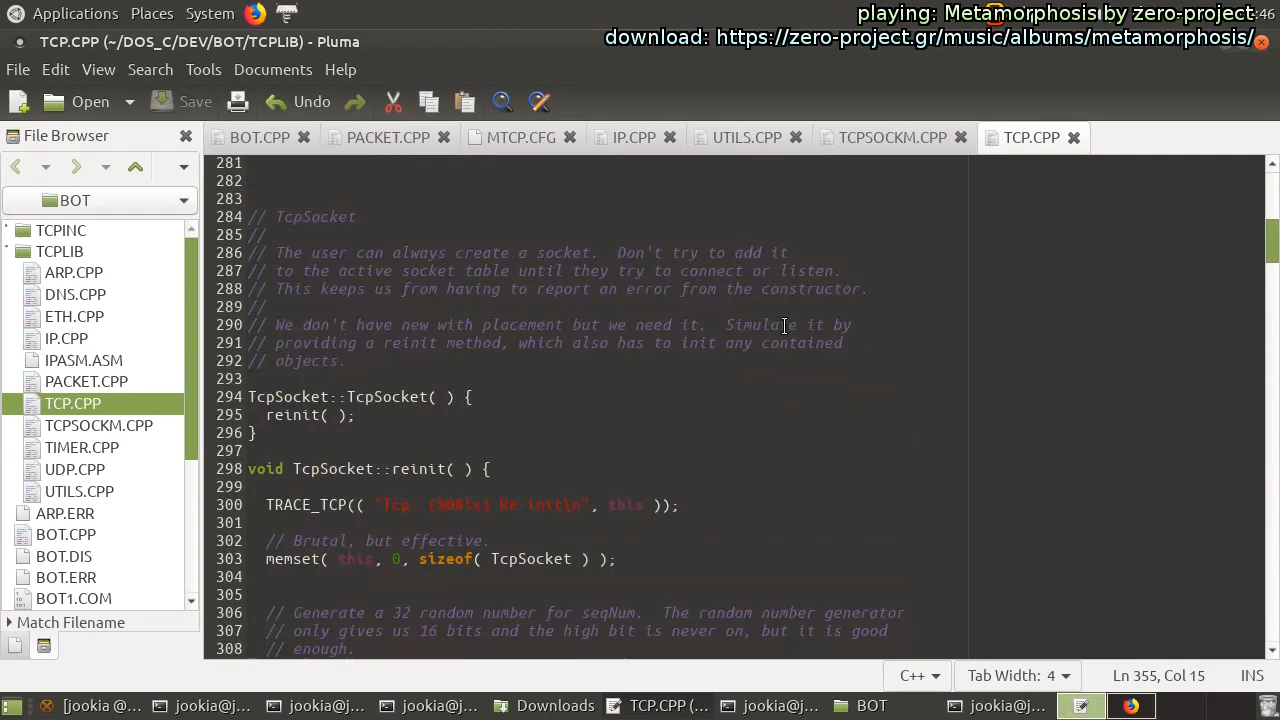 Applications Places System
:46
playing: Metamorphosis by zero-project
download: https://zero-project.gr/music/albums/metamorphosis/
TCP.CPP (~/DOS_C/DEV/BOT/TCPLIB) - Pluma
File Edit View Search Tools Documents Help
Open Save Undo
File Browser
BOT.CPP PACKET.CPP MTCP.CFG IP.CPP UTILS.CPP TCPSOCKM.CPP TCP.CPP
BOT
TCPINC
TCPLIB
ARP.CPP
DNS.CPP
ETH.CPP
IP.CPP
IPASM.ASM
PACKET.CPP
TCP.CPP
TCPSOCKM.CPP
TIMER.CPP
UDP.CPP
UTILS.CPP
ARP.ERR
BOT.CPP
BOT.DIS
BOT.ERR
BOT1.COM
Match Filename
281
282
283
284 // TcpSocket
285 //
286 // The user can always create a socket.  Don't try to add it
287 // to the active socket table until they try to connect or listen.
288 // This keeps us from having to report an error from the constructor.
289 //
290 // We don't have new with placement but we need it.  Simulate it by
291 // providing a reinit method, which also has to init any contained
292 // objects.
293
294 TcpSocket::TcpSocket( ) {
295   reinit( );
296 }
297
298 void TcpSocket::reinit( ) {
299
300   TRACE_TCP(( "Tcp: (%08lx) Re-init\n", this ));
301
302   // Brutal, but effective.
303   memset( this, 0, sizeof( TcpSocket ) );
304
305
306   // Generate a 32 random number for seqNum.  The random number generator
307   // only gives us 16 bits and the high bit is never on, but it is good
308   // enough.
C++ Tab Width: 4 Ln 355, Col 15 INS
[jookia @... jookia@j... jookia@j... jookia@j... Downloads TCP.CPP (... jookia@j... BOT jookia@j...